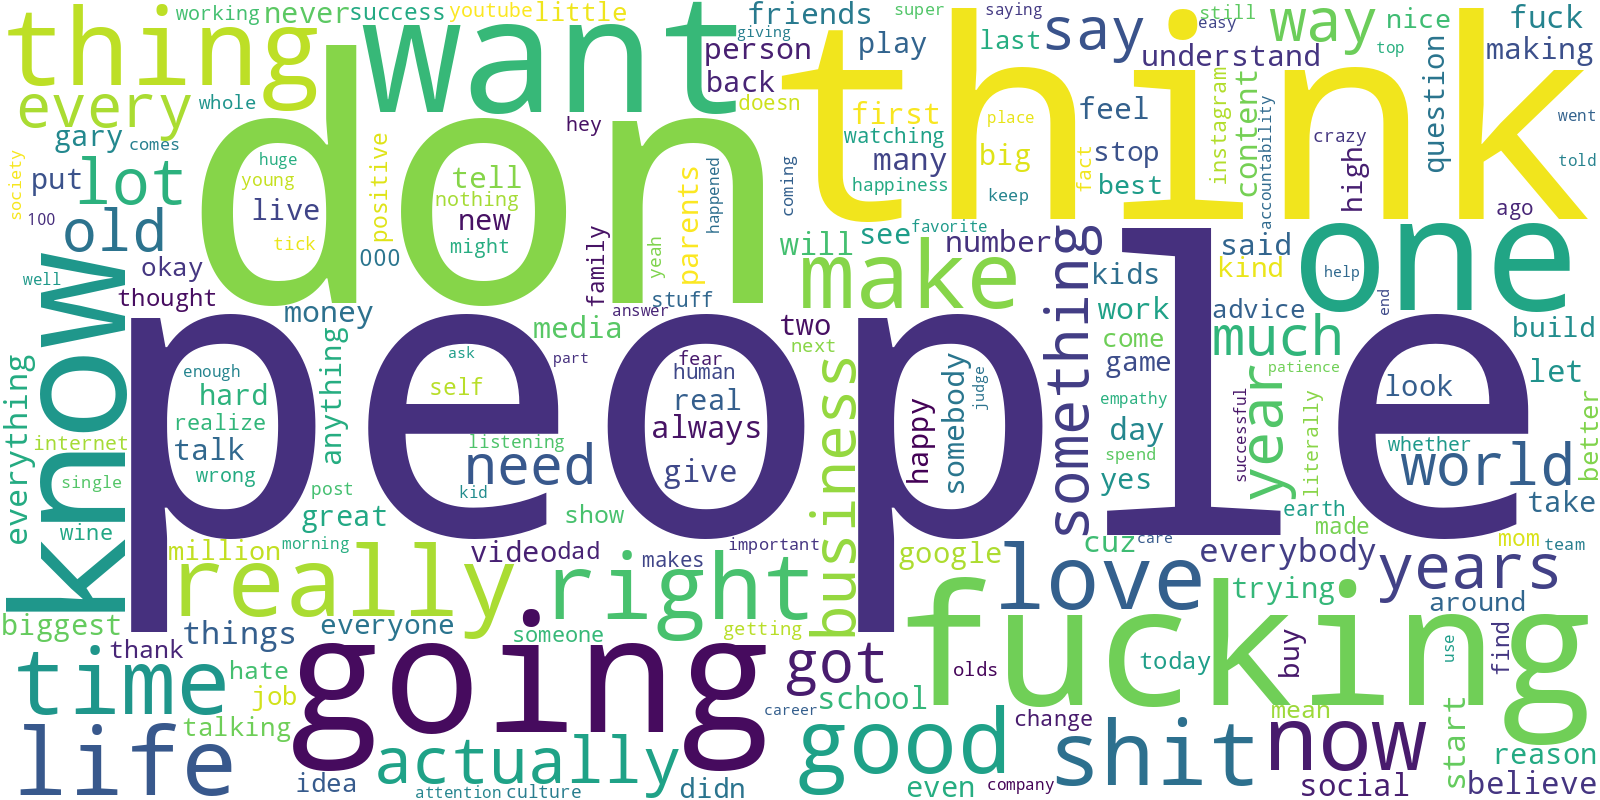 working
never
success
youtube
little
friends
super
saying
say
still
easy
way
nice
fuck
thing
want
giving
person
play
last
understand
top
making
every
whole
back
doesn
think
gary
comes
hey
don
first
watching
place
feel
instagram
content
accountability
crazy
question
went
told
society
put
lot
huge
young
positive
tell
nothing
new
might
live
tick
many
big
happiness
keep
fact
stop
best
high
ago
100
old
000
family
yeah
parents
happened
coming
will
see
favorite
number
something
said
kind
one
help
well
okay
thought
know
money
stuff
answer
make
kids
work
advice
end
build
media
two
next
people
come
game
much
patience
let
everything
enough
hard
realize
talk
wrong
anything
ask
self
part
fear
human
real
always
business
happy
somebody
judge
empathy
day
spend
yes
successful
year
literally
look
whether
world
better
take
internet
single
listening
need
kid
give
post
great
show
wine
earth
made
million
morning
really
video
dad
makes
important
right
google
cuz
care
love
everybody
years
mom
team
trying
around
biggest
things
everyone
someone
getting
thank
time
hate
job
talking
going
got
olds
fucking
today
buy
use
find
school
career
life
idea
actually
attention
culture
didn
good
even
company
change
shit
mean
now
social
start
reason
believe